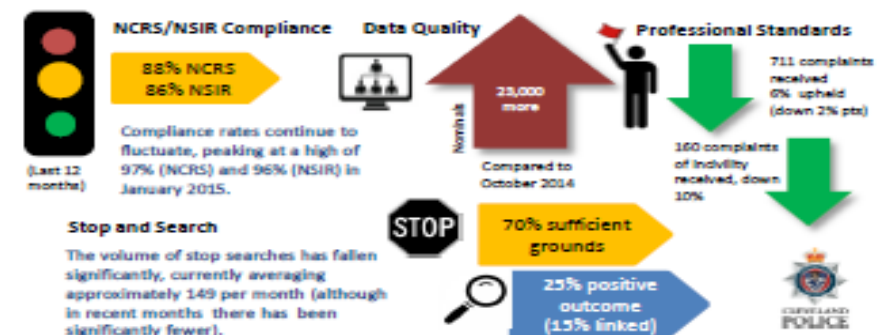 NCRS/NSIR Compliance
88% NCRS
86% NSIR
(Last 12
months)
Compliance rates continue to
fluctuate, peaking at a high of
97% (NCRS) and 96% (NSIR) in
January 2015.
Data Quality
Nominals
25,000
more
Compared to
October 2014
Professional Standards
711 complaints
received
6% upheld
(down 2% pts)
160 complaints
of incivility
received, down
10%
Stop and Search
The volume of stop searches has fallen
significantly, currently averaging
approximately 149 per month (although
in recent months there has been
significantly fewer).
STOP
70% sufficient
grounds
25% positive
outcome
(15% linked)
CLEVELAND
POLICE